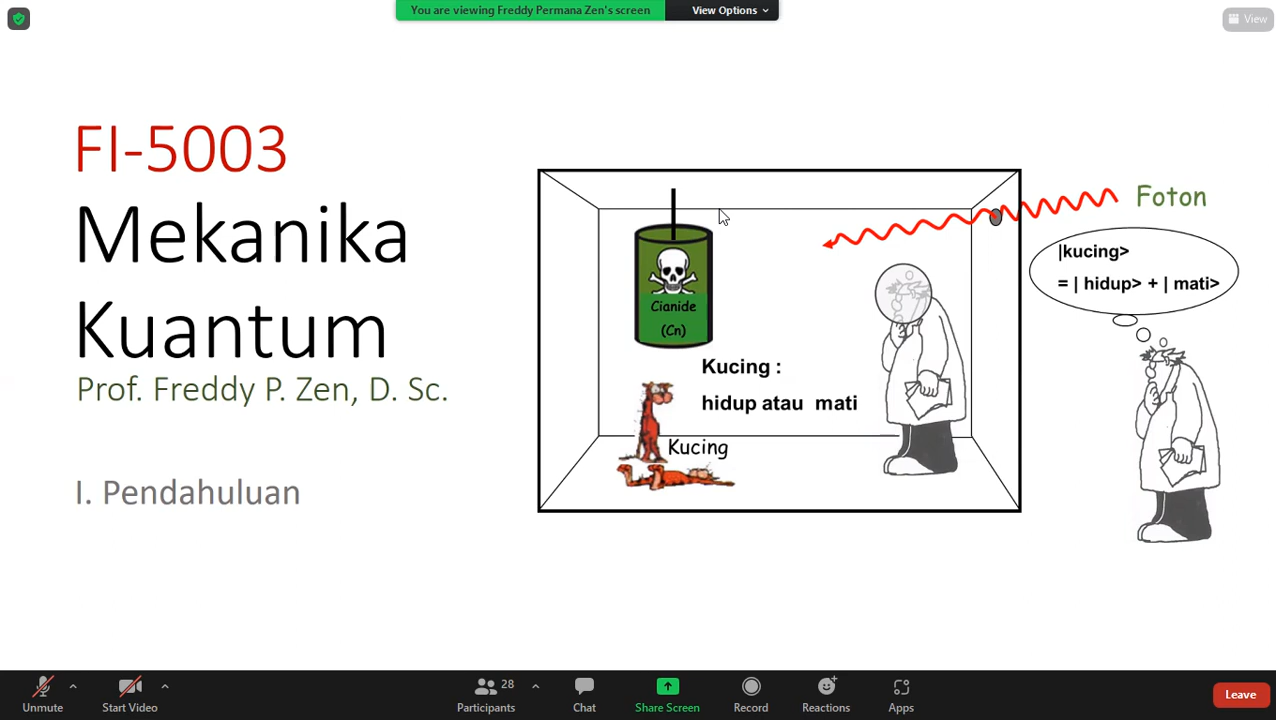 You are viewing Freddy Permana Zen's screen
View Options
View
FI-5003
Mekanika
Kuantum
Prof. Freddy P. Zen, D. Sc.
I. Pendahuluan
Foton
|kucing>
= | hidup> + | mati>
Cianide
(Cn)
Kucing :
hidup atau mati
Kucing
Unmute
Start Video
28
Participants
Chat
Share Screen
Record
Reactions
Apps
Leave